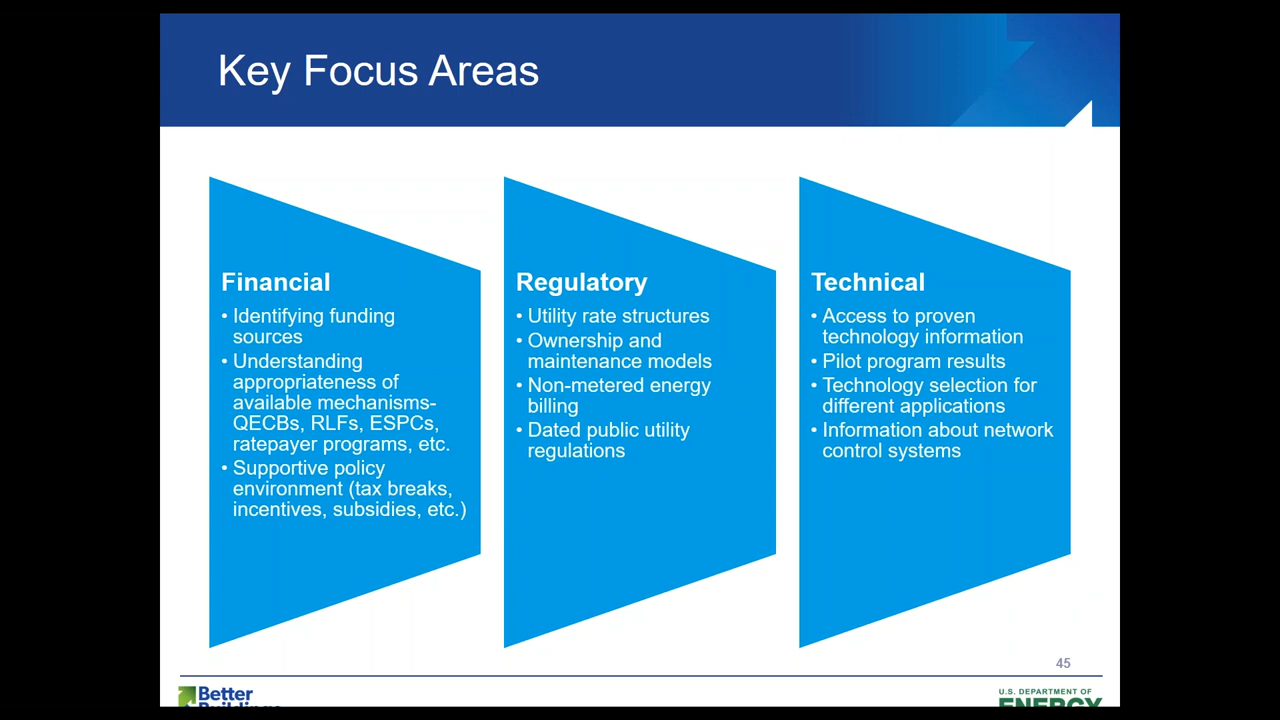 Key Focus Areas
Financial
• Identifying funding
sources
• Understanding
appropriateness of
available mechanisms-
QECBs, RLFs, ESPCs,
ratepayer programs, etc.
• Supportive policy
environment (tax breaks,
incentives, subsidies, etc.)
Regulatory
• Utility rate structures
• Ownership and
maintenance models
• Non-metered energy
billing
• Dated public utility
regulations
Technical
• Access to proven
technology information
• Pilot program results
• Technology selection for
different applications
• Information about network
control systems
45
Better
Buildings
U.S. DEPARTMENT OF
ENERGY